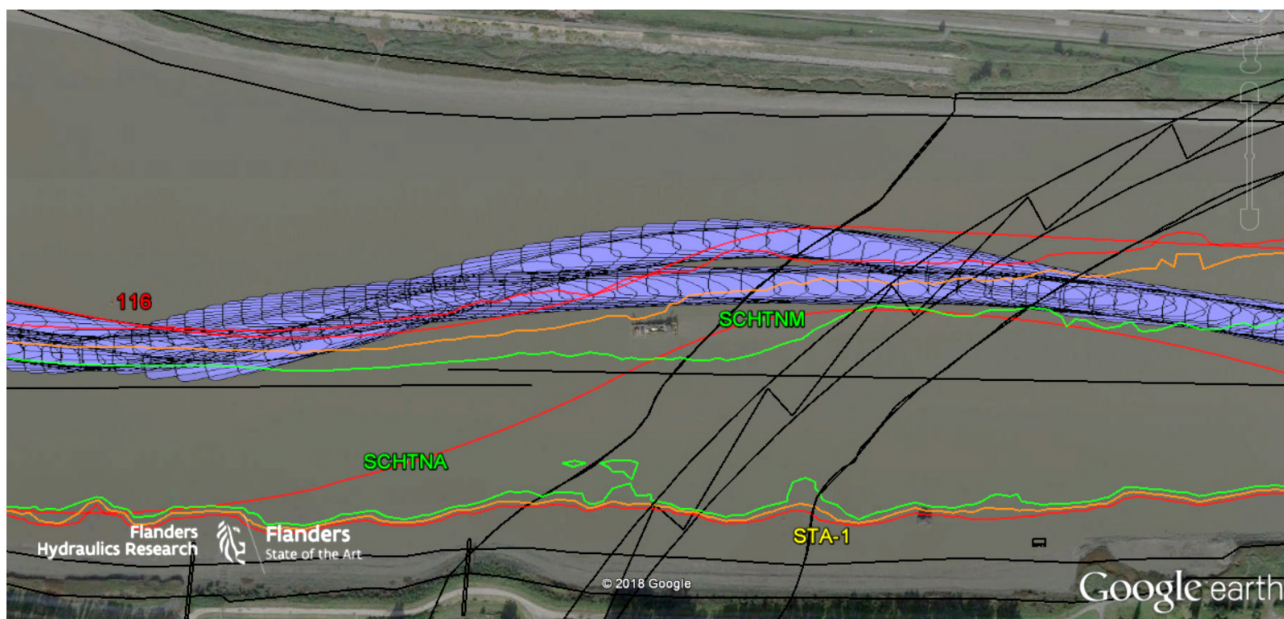 116
SCHTNM
SCHTNA
STA-1
Flanders
Hydraulics Research
Flanders
State of the Art
© 2018 Google
Google earth